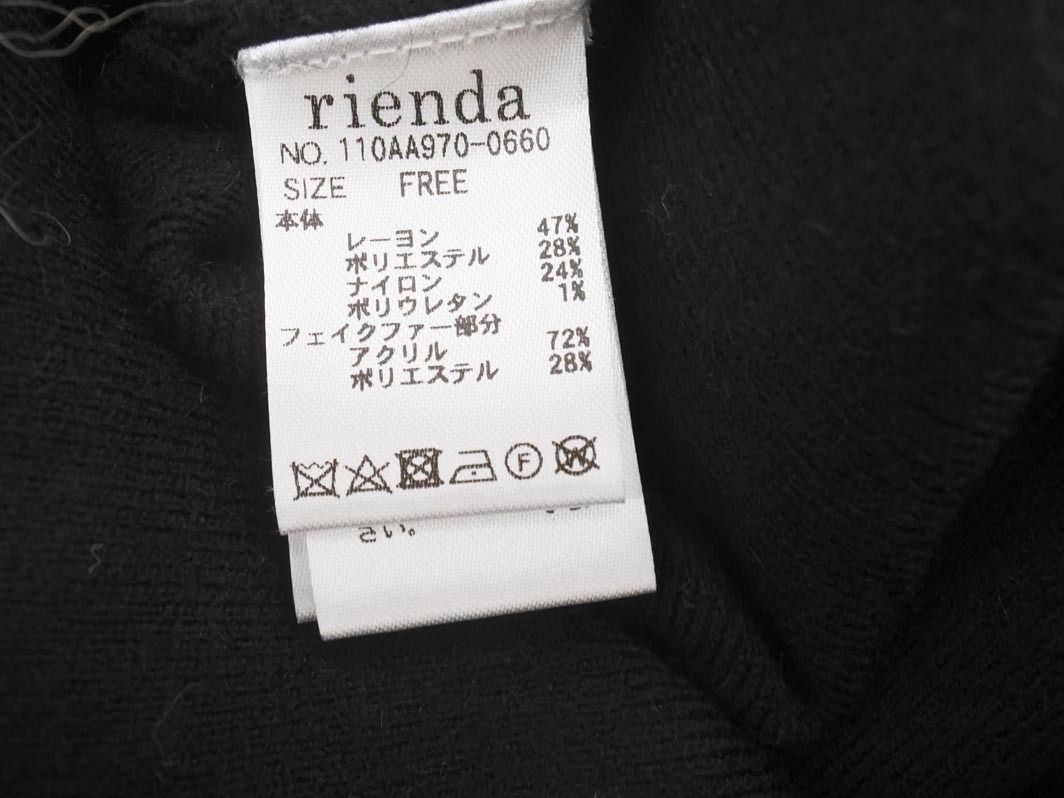 rienda
NO. 110AA970-0660
SIZE FREE
本体
レーヨン 47%
ポリエステル 28%
ナイロン 24%
ポリウレタン 1%
フェイクファー部分
アクリル 72%
ポリエステル 28%
F
W
さい。